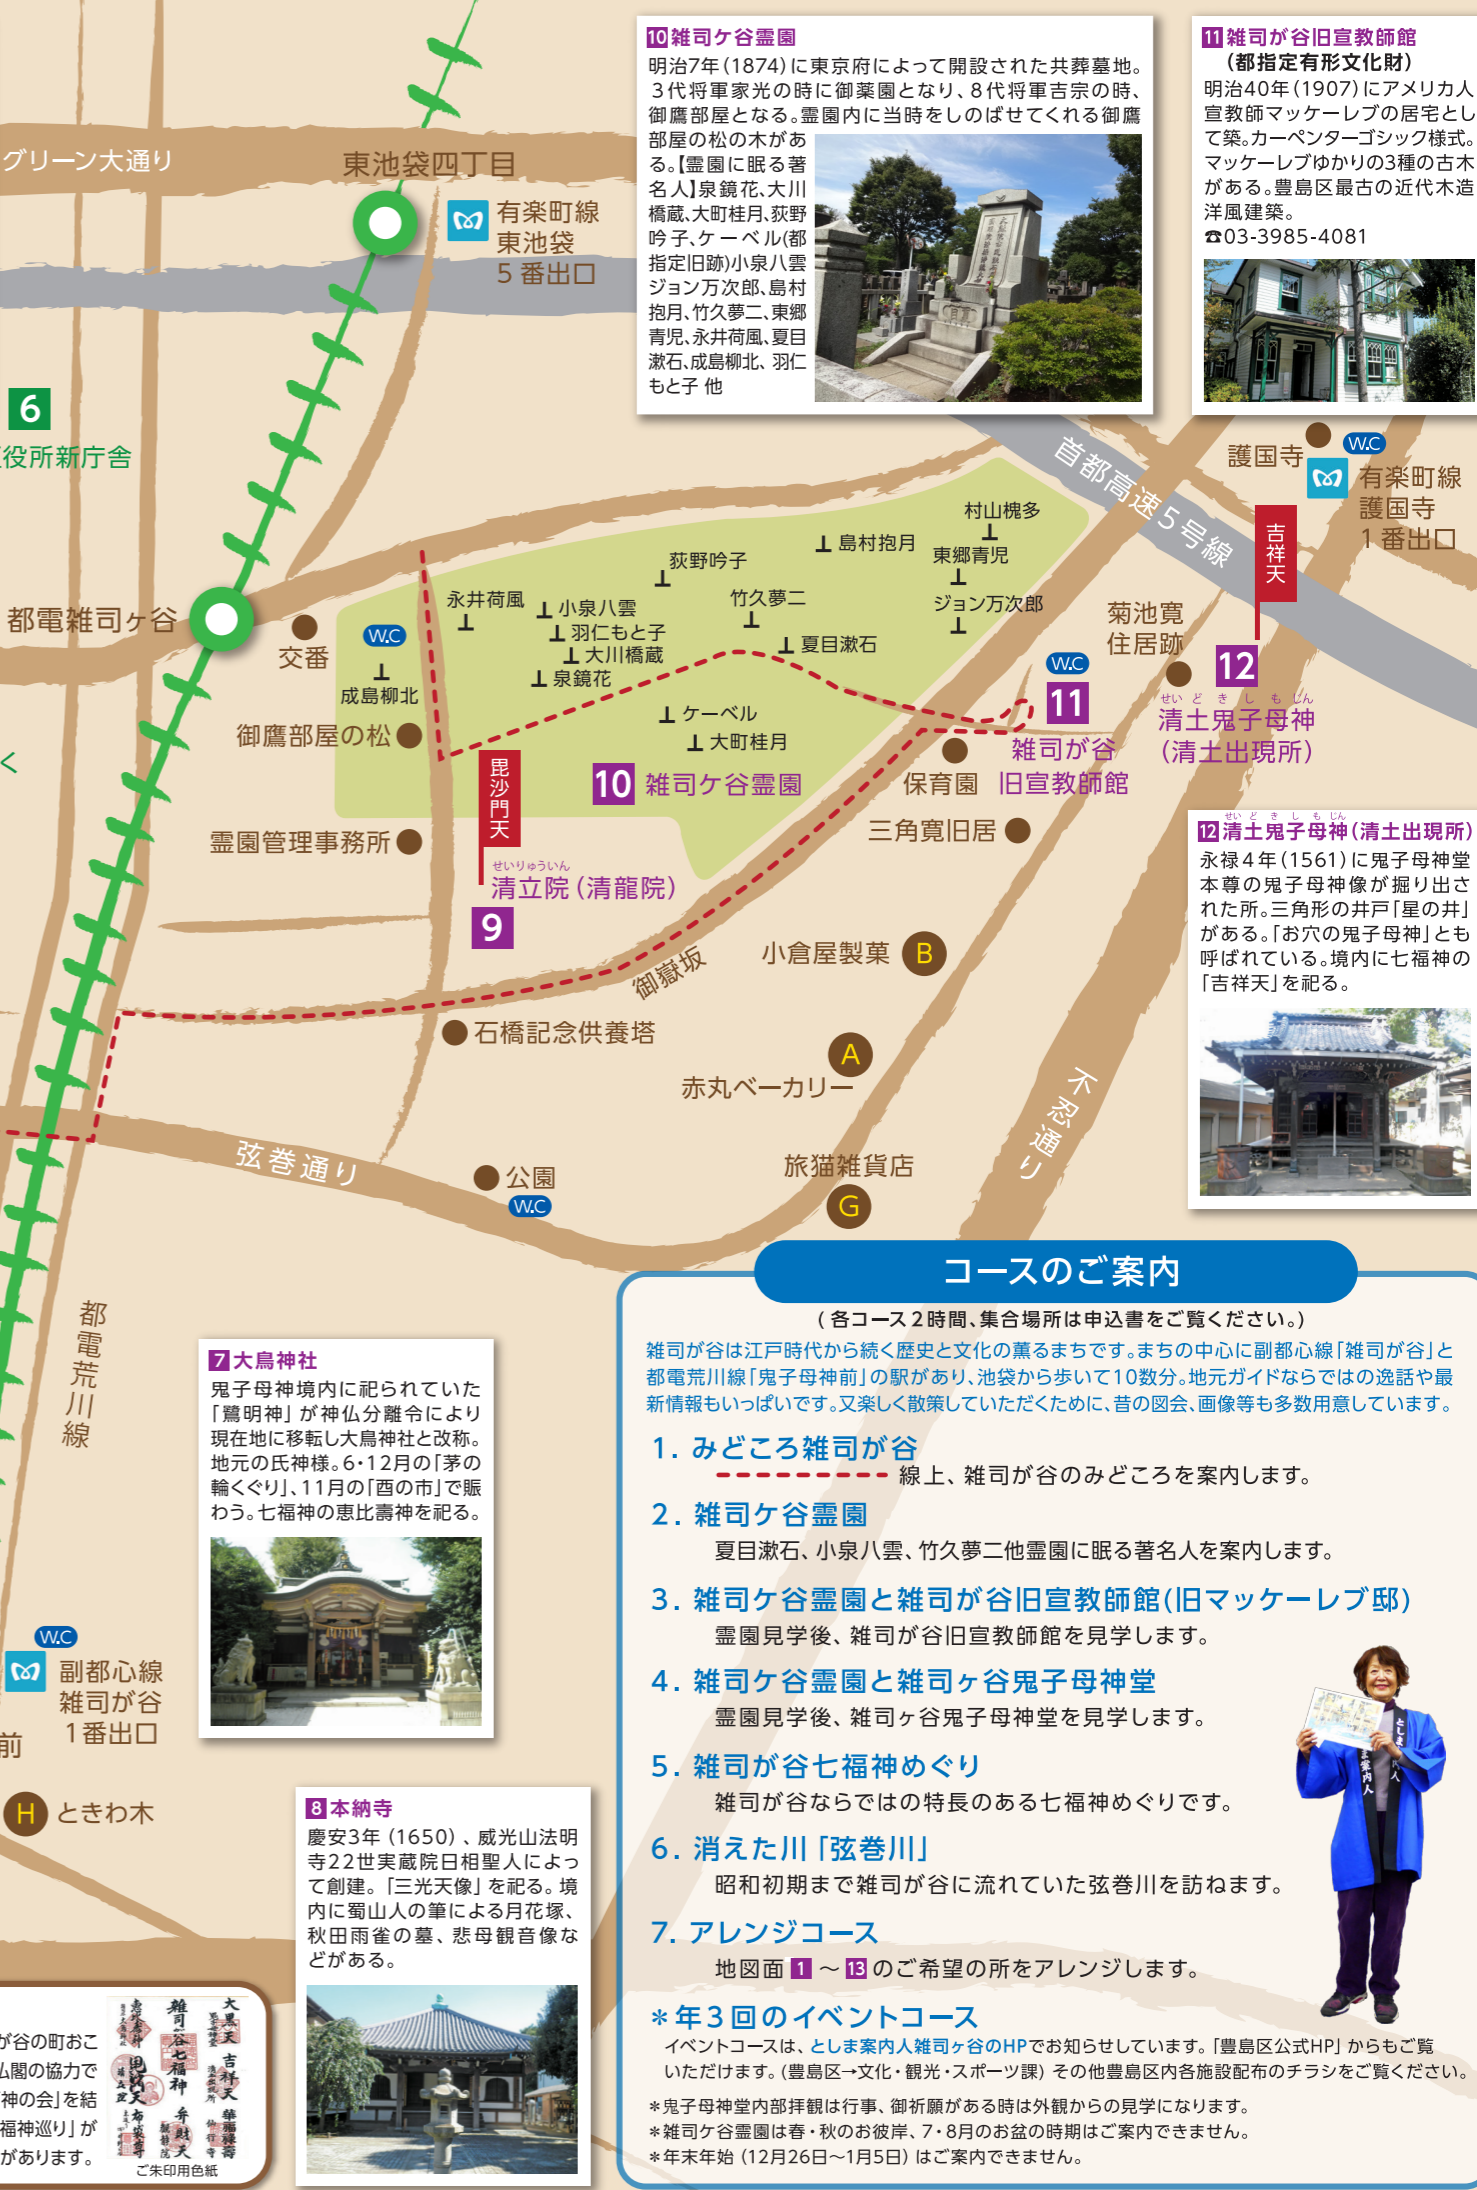 10 雑司ケ谷霊園
明治7年(1874)に東京府によって開設された共葬墓地。
3代将軍家光の時に御薬園となり、8代将軍吉宗の時、
御鷹部屋となる。霊園内に当時をしのばせてくれる御鷹
部屋の松の木があ
る。【霊園に眠る著
名人】泉鏡花、大川
橋蔵、大町桂月、荻野
吟子、ケーベル(都
指定旧跡)小泉八雲
ジョン万次郎、島村
抱月、竹久夢二、東郷
青児、永井荷風、夏目
漱石、成島柳北、羽仁
もと子 他
11 雑司が谷旧宣教師館
(都指定有形文化財)
明治40年(1907)にアメリカ人
宣教師マッケーレブの居宅とし
て築。カーペンターゴシック様式。
マッケーレブゆかりの3種の古木
がある。豊島区最古の近代木造
洋風建築。
☎03-3985-4081
グリーン大通り
東池袋四丁目
有楽町線
東池袋
5番出口
6
役所新庁舎
首都高速5号線
護国寺
W.C
有楽町線
護国寺
1番出口
吉祥天
村山槐多
島村抱月
東郷青児
荻野吟子
永井荷風
小泉八雲
竹久夢二
ジョン万次郎
羽仁もと子
夏目漱石
大川橋蔵
泉鏡花
都電雑司ヶ谷
交番
W.C
成島柳北
菊池寛
住居跡
12
せいどきしもじん
清土鬼子母神
(清土出現所)
W.C
11
雑司が谷
旧宣教師館
御鷹部屋の松
ケーベル
大町桂月
毘沙門天
10 雑司ケ谷霊園
保育園
く
霊園管理事務所
三角寛旧居
せいりゅういん
清立院(清龍院)
9
12 清土鬼子母神(清土出現所)
せいどきしもじん
永禄4年(1561)に鬼子母神堂
本尊の鬼子母神像が掘り出さ
れた所。三角形の井戸「星の井」
がある。「お穴の鬼子母神」とも
呼ばれている。境内に七福神の
「吉祥天」を祀る。
小倉屋製菓 B
御嶽坂
石橋記念供養塔
A
赤丸ベーカリー
不忍通り
弦巻通り
公園
W.C
旅猫雑貨店
G
都電荒川線
7 大鳥神社
鬼子母神境内に祀られていた
「鷺明神」が神仏分離令により
現在地に移転し大鳥神社と改称。
地元の氏神様。6・12月の「茅の
輪くぐり」、11月の「酉の市」で賑
わう。七福神の恵比壽神を祀る。
W.C
副都心線
雑司が谷
1番出口
前
H ときわ木
8 本納寺
慶安3年 (1650) 、威光山法明
寺22世実蔵院日相聖人によっ
て創建。「三光天像」を祀る。境
内に蜀山人の筆による月花塚、
秋田雨雀の墓、悲母観音像な
どがある。
が谷の町おこ
仏閣の協力で
神の会」を結
福神巡り」が
があります。
大黒天
吉祥天
華福禄壽
雑司が谷七福神
弁財天
ご朱印用色紙
コースのご案内
(各コース2時間、集合場所は申込書をご覧ください。)
雑司が谷は江戸時代から続く歴史と文化の薫るまちです。まちの中心に副都心線「雑司が谷」と
都電荒川線「鬼子母神前」の駅があり、池袋から歩いて10数分。地元ガイドならではの逸話や最
新情報もいっぱいです。又楽しく散策していただくために、昔の図会、画像等も多数用意しています。
1. みどころ雑司が谷
線上、雑司が谷のみどころを案内します。
2. 雑司ケ谷霊園
夏目漱石、小泉八雲、竹久夢二他霊園に眠る著名人を案内します。
3. 雑司ケ谷霊園と雑司が谷旧宣教師館(旧マッケーレブ邸)
霊園見学後、雑司が谷旧宣教師館を見学します。
4. 雑司ケ谷霊園と雑司ヶ谷鬼子母神堂
霊園見学後、雑司ヶ谷鬼子母神堂を見学します。
5. 雑司が谷七福神めぐり
雑司が谷ならではの特長のある七福神めぐりです。
6. 消えた川「弦巻川」
昭和初期まで雑司が谷に流れていた弦巻川を訪ねます。
7. アレンジコース
地図面 1 〜 13 のご希望の所をアレンジします。
＊年3回のイベントコース
イベントコースは、としま案内人雑司ヶ谷のHPでお知らせしています。「豊島区公式HP」からもご覧
いただけます。(豊島区→文化・観光・スポーツ課) その他豊島区内各施設配布のチラシをご覧ください。
＊鬼子母神堂内部拝観は行事、御祈願がある時は外観からの見学になります。
＊雑司ケ谷霊園は春・秋のお彼岸、7・8月のお盆の時期はご案内できません。
＊年末年始 (12月26日〜1月5日) はご案内できません。